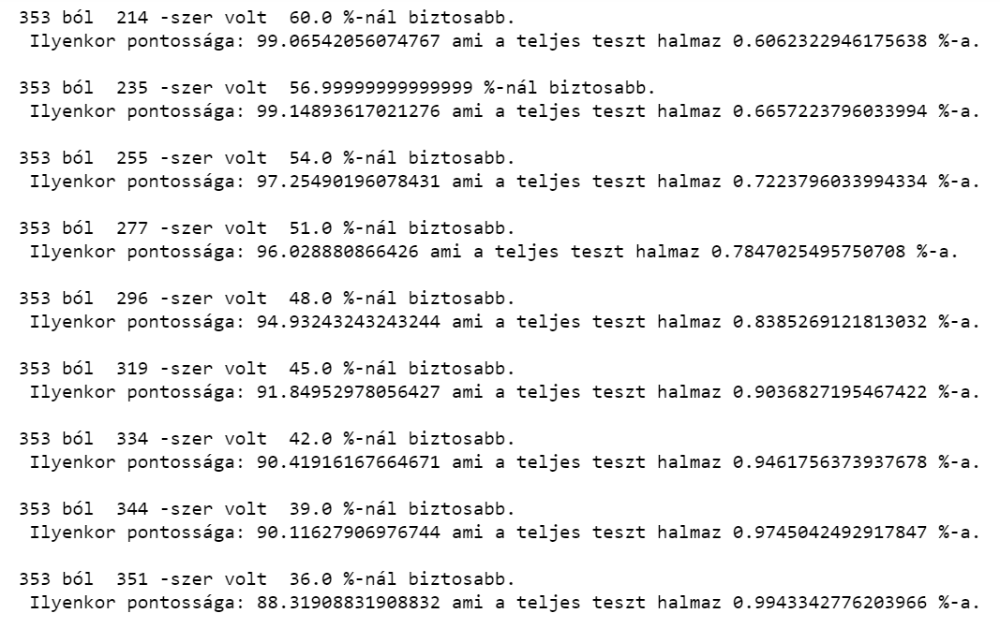 353 ból  214 -szer volt  60.0 %-nál biztosabb.
 Ilyenkor pontossága: 99.06542056074767 ami a teljes teszt halmaz 0.6062322946175638 %-a.
353 ból  235 -szer volt  56.99999999999999 %-nál biztosabb.
 Ilyenkor pontossága: 99.14893617021276 ami a teljes teszt halmaz 0.6657223796033994 %-a.
353 ból  255 -szer volt  54.0 %-nál biztosabb.
 Ilyenkor pontossága: 97.25490196078431 ami a teljes teszt halmaz 0.7223796033994334 %-a.
353 ból  277 -szer volt  51.0 %-nál biztosabb.
 Ilyenkor pontossága: 96.028880866426 ami a teljes teszt halmaz 0.7847025495750708 %-a.
353 ból  296 -szer volt  48.0 %-nál biztosabb.
 Ilyenkor pontossága: 94.93243243243244 ami a teljes teszt halmaz 0.8385269121813032 %-a.
353 ból  319 -szer volt  45.0 %-nál biztosabb.
 Ilyenkor pontossága: 91.84952978056427 ami a teljes teszt halmaz 0.9036827195467422 %-a.
353 ból  334 -szer volt  42.0 %-nál biztosabb.
 Ilyenkor pontossága: 90.41916167664671 ami a teljes teszt halmaz 0.9461756373937678 %-a.
353 ból  344 -szer volt  39.0 %-nál biztosabb.
 Ilyenkor pontossága: 90.11627906976744 ami a teljes teszt halmaz 0.9745042492917847 %-a.
353 ból  351 -szer volt  36.0 %-nál biztosabb.
 Ilyenkor pontossága: 88.31908831908832 ami a teljes teszt halmaz 0.9943342776203966 %-a.